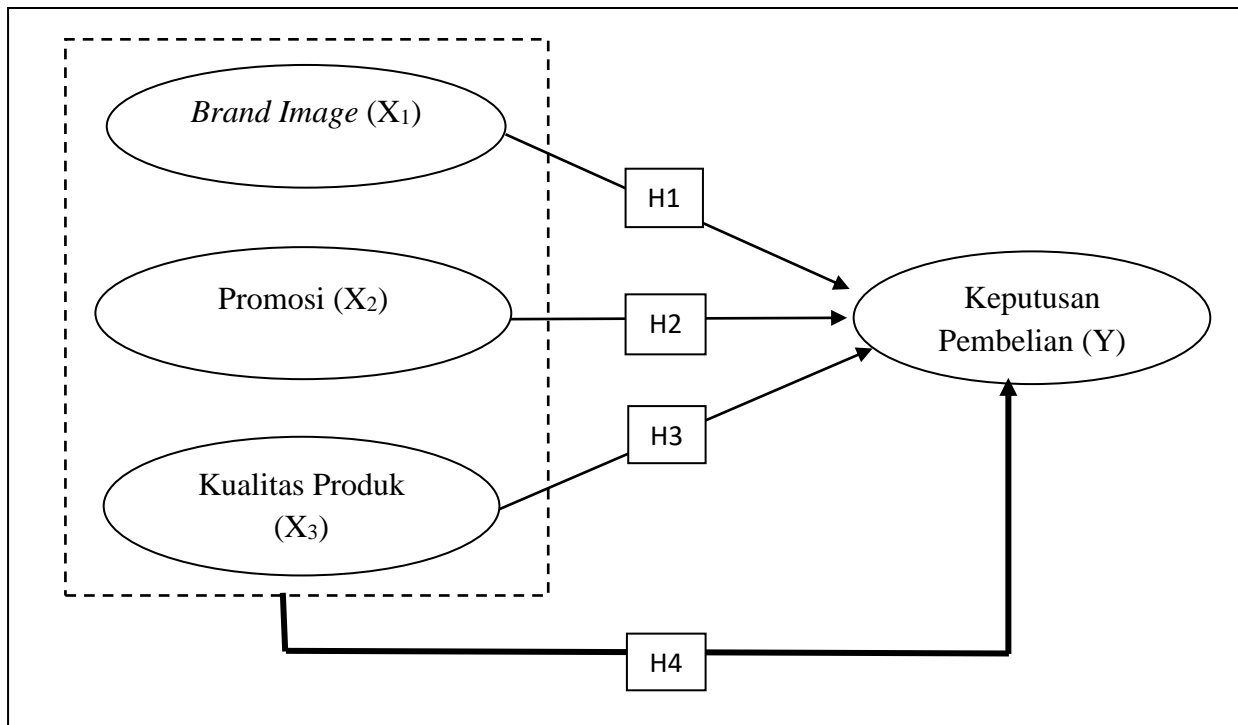 Brand Image (X₁)
H1
Promosi (X₂)
H2
Keputusan
Pembelian (Y)
H3
Kualitas Produk
(X₃)
H4